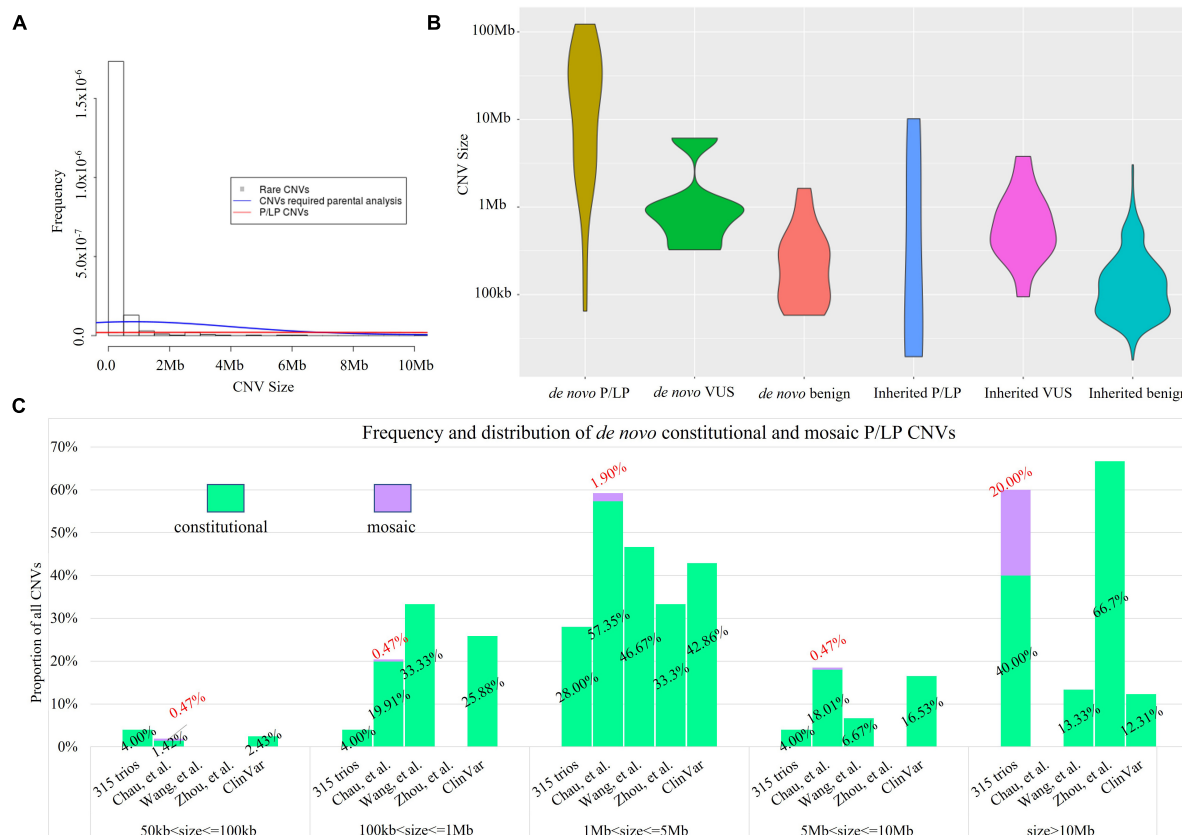 A
Frequency
1.5x10-6
1.0x10-6
5.0x10-7
0.0
Rare CNVs
CNVs required parental analysis
P/LP CNVs
0.0 2Mb 4Mb 6Mb 8Mb 10Mb
CNV Size
B
CNV Size
100Mb
10Mb
1Mb
100kb
de novo P/LP de novo VUS de novo benign Inherited P/LP Inherited VUS Inherited benign
C
Frequency and distribution of de novo constitutional and mosaic P/LP CNVs
Proportion of all CNVs
70%
60%
50%
40%
30%
20%
10%
0%
constitutional
mosaic
4.00% 1.42% 0.47% 2.43%
4.00% 19.91% 0.47% 33.33% 25.88%
28.00% 57.35% 1.90% 46.67% 33.3% 42.86%
4.00% 18.01% 0.47% 6.67% 16.53%
40.00% 20.00% 13.33% 66.7% 12.31%
315 trios Chau, et al. Wang, et al. Zhou, et al. ClinVar
315 trios Chau, et al. Wang, et al. Zhou, et al. ClinVar
315 trios Chau, et al. Wang, et al. Zhou, et al. ClinVar
315 trios Chau, et al. Wang, et al. Zhou, et al. ClinVar
315 trios Chau, et al. Wang, et al. Zhou, et al. ClinVar
50kb<size<=100kb 100kb<size<=1Mb 1Mb<size<=5Mb 5Mb<size<=10Mb size>10Mb